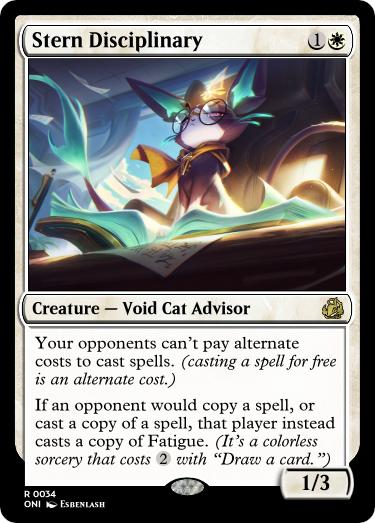 Stern Disciplinary 1
Creature — Void Cat Advisor
Your opponents can't pay alternate
costs to cast spells. (casting a spell for free
is an alternate cost.)
If an opponent would copy a spell, or
cast a copy of a spell, that player instead
casts a copy of Fatigue. (It's a colorless
sorcery that costs 2 with “Draw a card.”)
1/3
R 0034
ONI Esbenlash